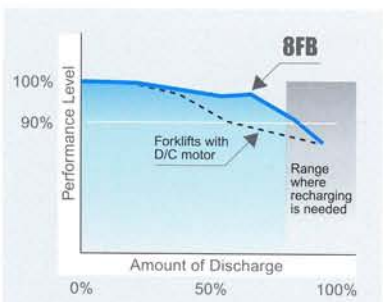 8FB
100%
90%
Performance Level
Forklifts with
D/C motor
Range
where
recharging
is needed
Amount of Discharge
0%
50%
100%